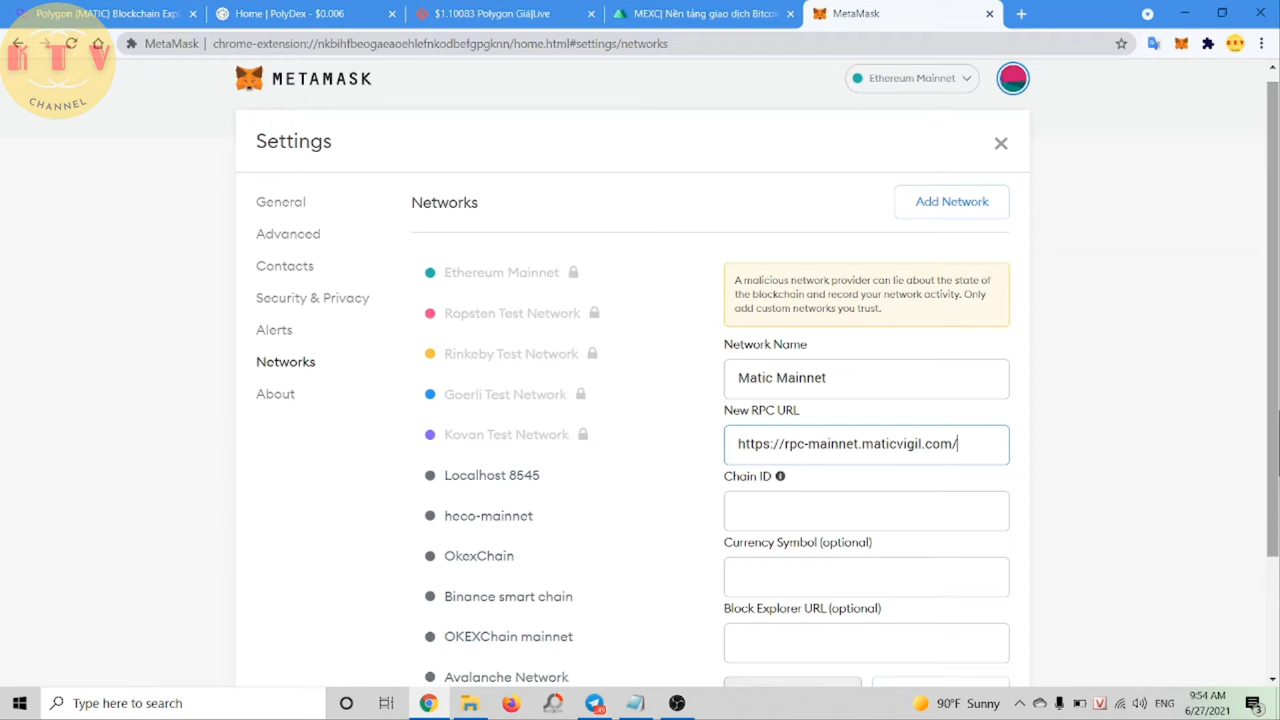 Polygon (MATIC) Blockchain Expl
Home | PolyDex - $0.006
$1.10083 Polygon Giá|Live
MEXC| Nền tảng giao dịch Bitcoin
MetaMask
MetaMask
chrome-extension://nkbihfbeogaeaoehlefnkodbefgpgknn/home.html#settings/networks
KTV
CHANNEL
METAMASK
Ethereum Mainnet
Settings
General
Advanced
Contacts
Security & Privacy
Alerts
Networks
About
Networks
Add Network
Ethereum Mainnet
Ropsten Test Network
Rinkeby Test Network
Goerli Test Network
Kovan Test Network
Localhost 8545
heco-mainnet
OkexChain
Binance smart chain
OKEXChain mainnet
Avalanche Network
A malicious network provider can lie about the state of
the blockchain and record your network activity. Only
add custom networks you trust.
Network Name
Matic Mainnet
New RPC URL
https://rpc-mainnet.maticvigil.com/
Chain ID
Currency Symbol (optional)
Block Explorer URL (optional)
Type here to search
90°F Sunny
V
ENG
9:54 AM
6/27/2021
3